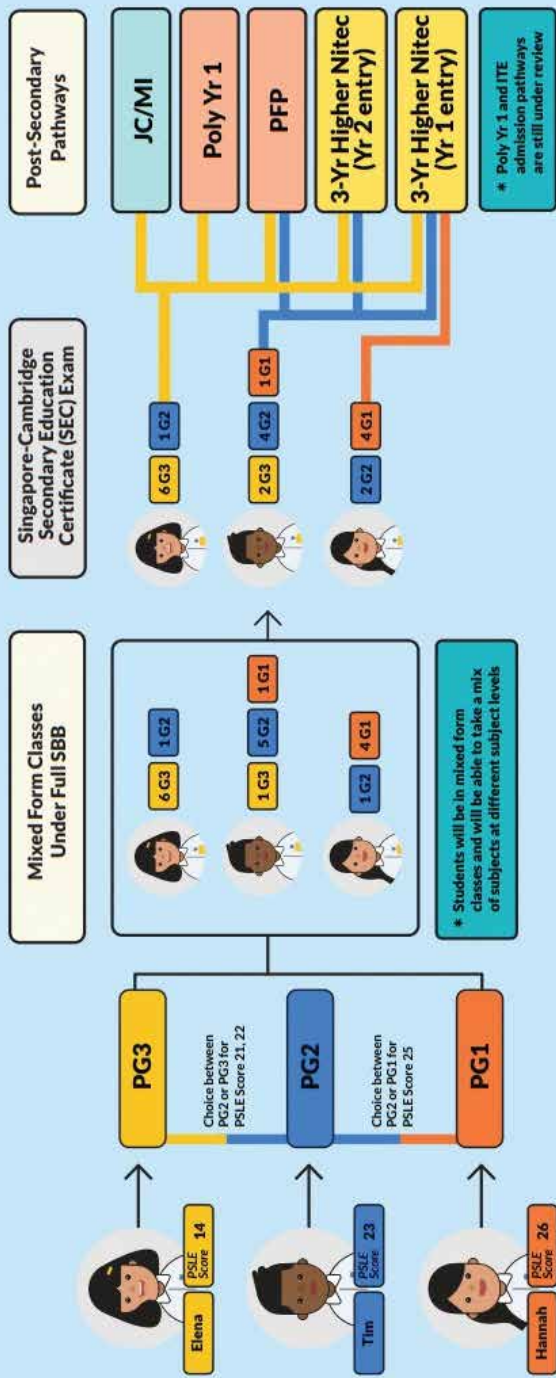 Mixed Form Classes
Under Full SBB
Singapore-Cambridge
Secondary Education
Certificate (SEC) Exam
Post-Secondary
Pathways
Elena
PSLE
Score
14
PG3
Choice between
PG2 or PG3 for
PSLE Score 21, 22
Tim
PSLE
Score
23
PG2
Choice between
PG2 or PG1 for
PSLE Score 25
Hannah
PSLE
Score
26
PG1
6 G3
1 G2
1 G3
5 G2
1 G1
1 G2
4 G1
* Students will be in mixed form
classes and will be able to take a mix
of subjects at different subject levels
6 G3
1 G2
2 G3
4 G2
1 G1
2 G2
4 G1
JC/MI
Poly Yr 1
PFP
3-Yr Higher Nitec
(Yr 2 entry)
3-Yr Higher Nitec
(Yr 1 entry)
* Poly Yr 1 and ITE
admission pathways
are still under review